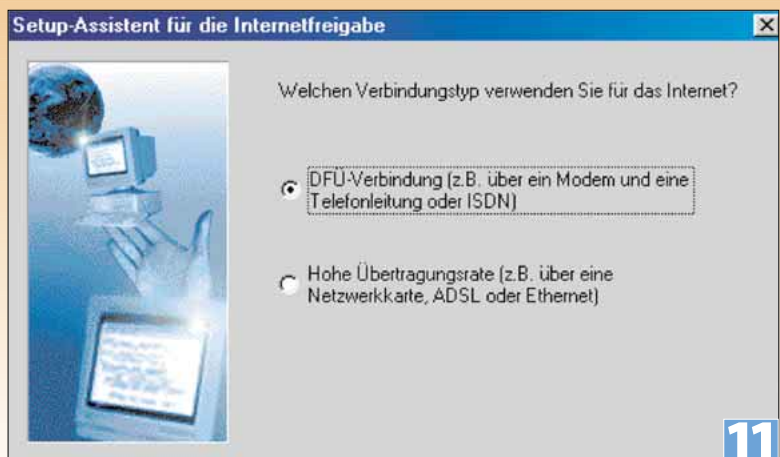 Setup-Assistent für die Internetfreigabe
Welchen Verbindungstyp verwenden Sie für das Internet?
DFÜ-Verbindung (z.B. über ein Modem und eine
Telefonleitung oder ISDN)
Hohe Übertragungsrate (z.B. über eine
Netzwerkkarte, ADSL oder Ethernet)
11